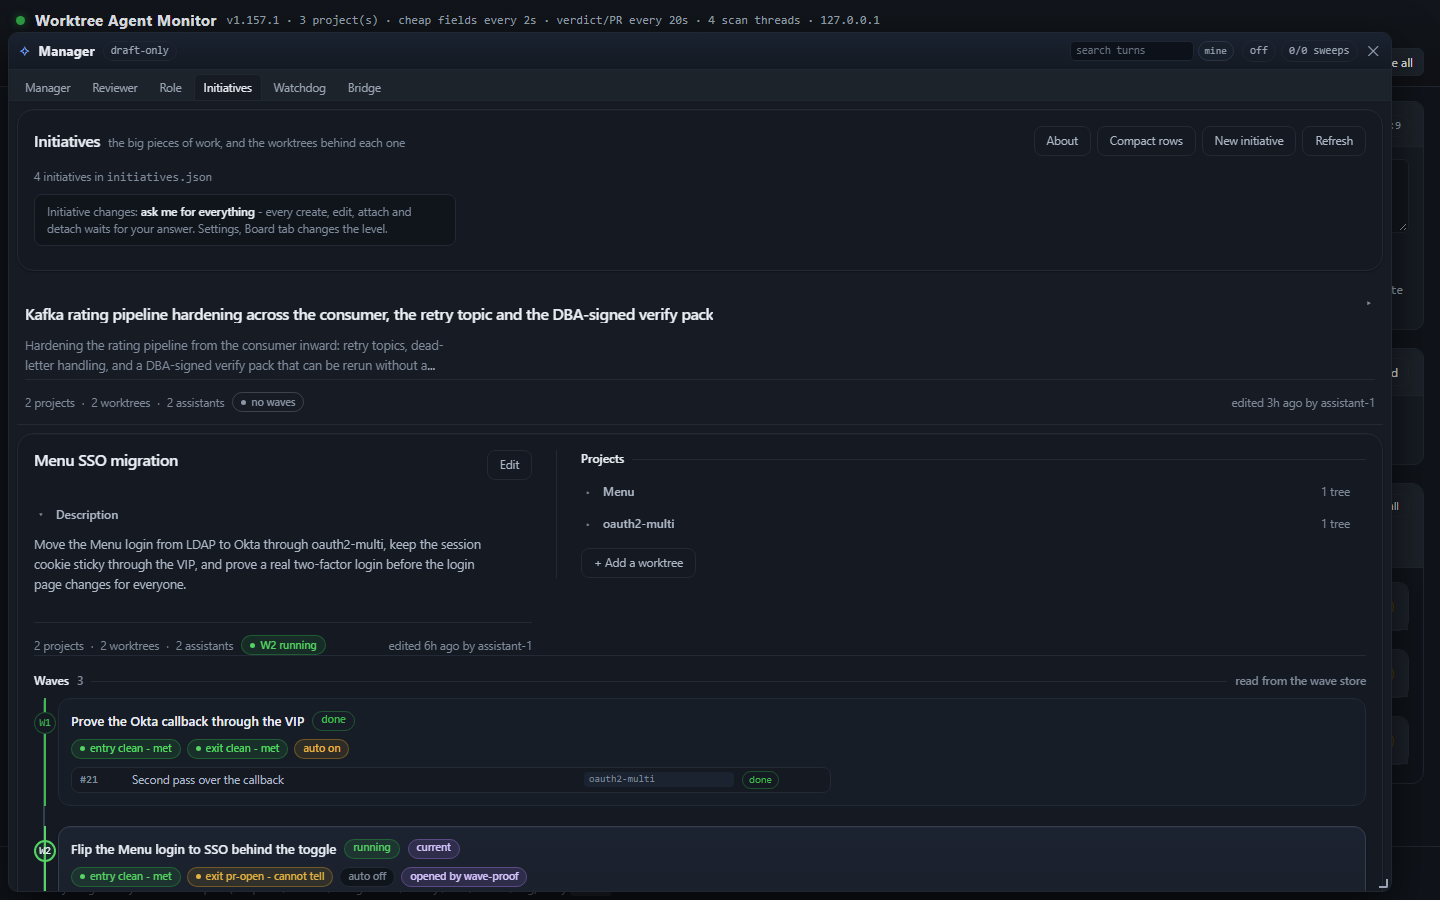 Worktree Agent Monitor v1.157.1 · 3 project(s) · cheap fields every 2s · verdict/PR every 20s · 4 scan threads · 127.0.0.1
Manager draft-only search turns mine off 0/0 sweeps
e all
Manager Reviewer Role Initiatives Watchdog Bridge
Initiatives the big pieces of work, and the worktrees behind each one About Compact rows New initiative Refresh
:9
4 initiatives in initiatives.json
Initiative changes: ask me for everything - every create, edit, attach and
detach waits for your answer. Settings, Board tab changes the level.
te
Kafka rating pipeline hardening across the consumer, the retry topic and the DBA-signed verify pack
Hardening the rating pipeline from the consumer inward: retry topics, dead-
letter handling, and a DBA-signed verify pack that can be rerun without a...
d
2 projects · 2 worktrees · 2 assistants no waves edited 3h ago by assistant-1
Menu SSO migration Edit
Projects
Menu 1 tree
oauth2-multi 1 tree
+ Add a worktree
all
Description
Move the Menu login from LDAP to Okta through oauth2-multi, keep the session
cookie sticky through the VIP, and prove a real two-factor login before the login
page changes for everyone.
2 projects · 2 worktrees · 2 assistants W2 running edited 6h ago by assistant-1
Waves 3 read from the wave store
W1 Prove the Okta callback through the VIP done
entry clean - met exit clean - met auto on
#21 Second pass over the callback oauth2-multi done
W2 Flip the Menu login to SSO behind the toggle running current
entry clean - met exit pr-open - cannot tell auto off opened by wave-proof